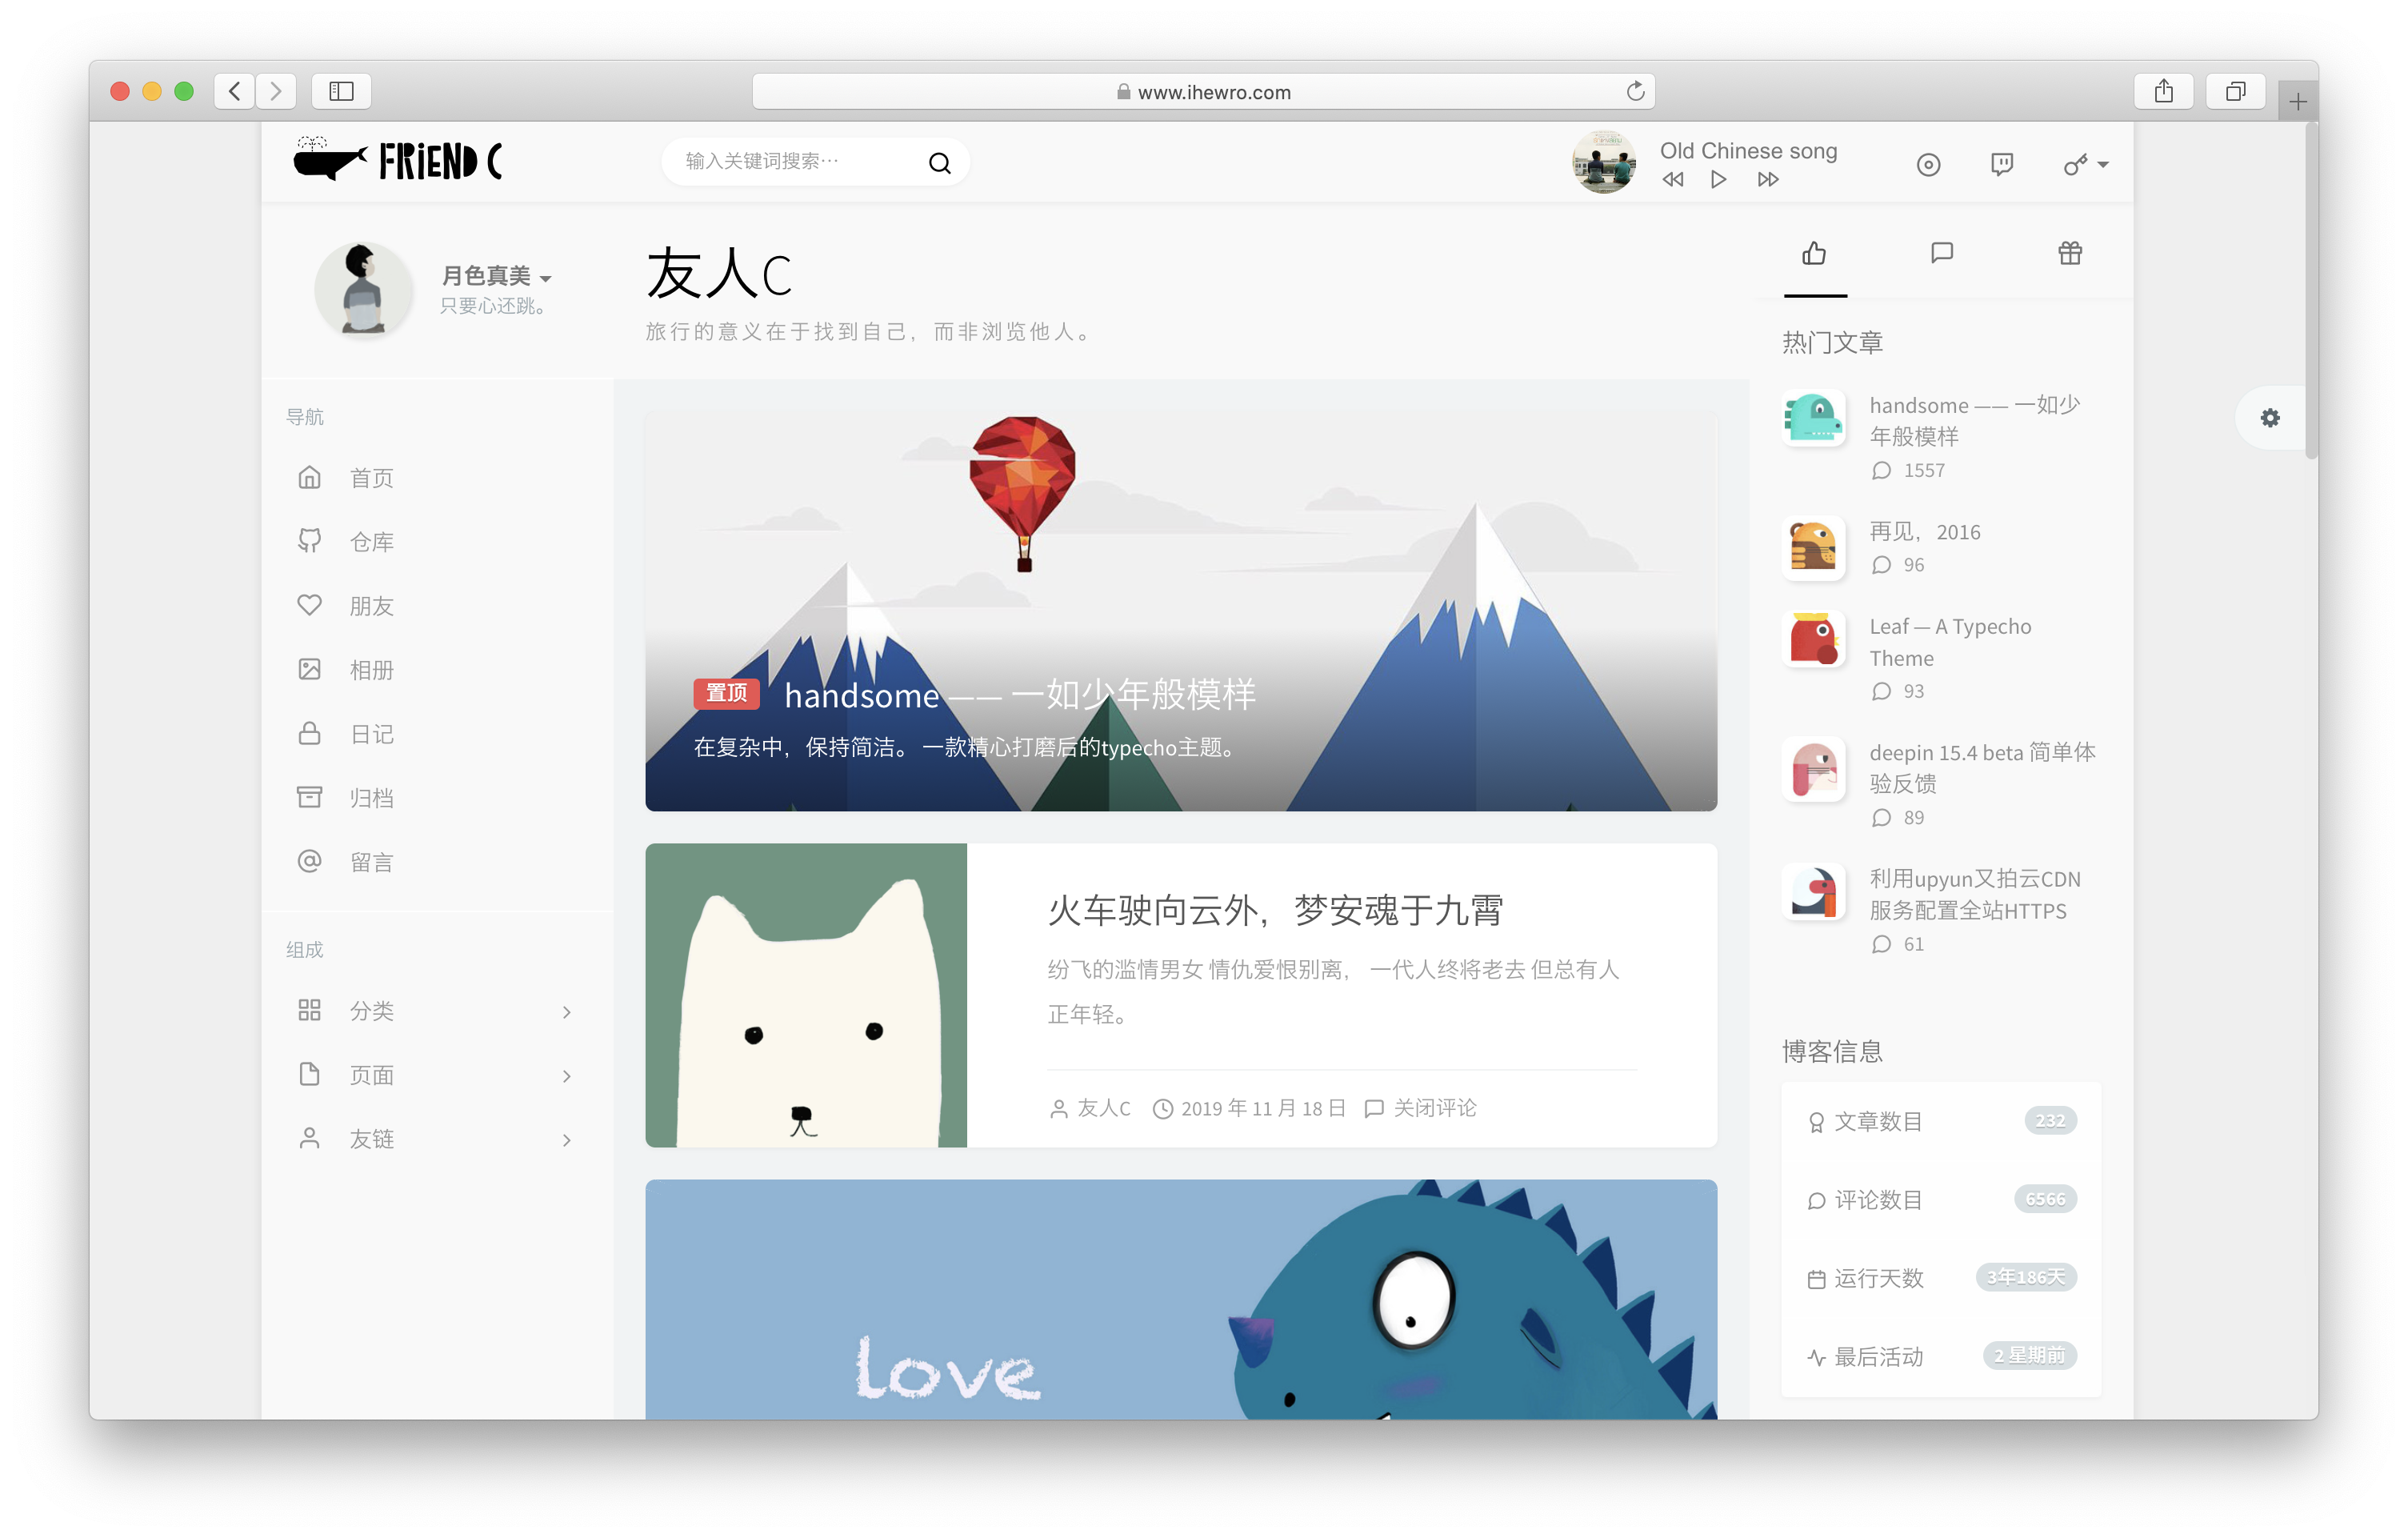 www.ihewro.com
FRiEND C
输入关键词搜索…
Old Chinese song
月色真美
只要心还跳。
友人C
旅行的意义在于找到自己，而非浏览他人。
导航
首页
仓库
朋友
相册
日记
归档
留言
组成
分类
页面
友链
置顶 handsome —— 一如少年般模样
在复杂中，保持简洁。 一款精心打磨后的typecho主题。
火车驶向云外，梦安魂于九霄
纷飞的滥情男女 情仇爱恨别离， 一代人终将老去 但总有人
正年轻。
友人C 2019 年 11 月 18 日 关闭评论
Love
热门文章
handsome —— 一如少
年般模样
1557
再见，2016
96
Leaf — A Typecho
Theme
93
deepin 15.4 beta 简单体
验反馈
89
利用upyun又拍云CDN
服务配置全站HTTPS
61
博客信息
文章数目 232
评论数目 6566
运行天数 3年186天
最后活动 2 星期前